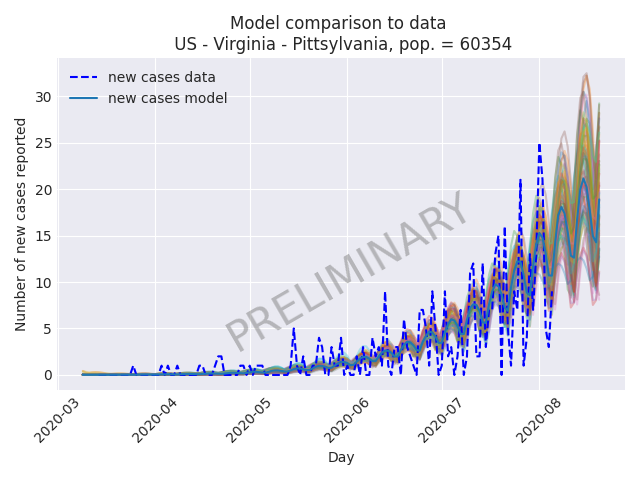 Model comparison to data
US - Virginia - Pittsylvania, pop. = 60354
new cases data
new cases model
Number of new cases reported
30
25
20
15
10
5
0
PRELIMINARY
2020-03
2020-04
2020-05
2020-06
2020-07
2020-08
Day